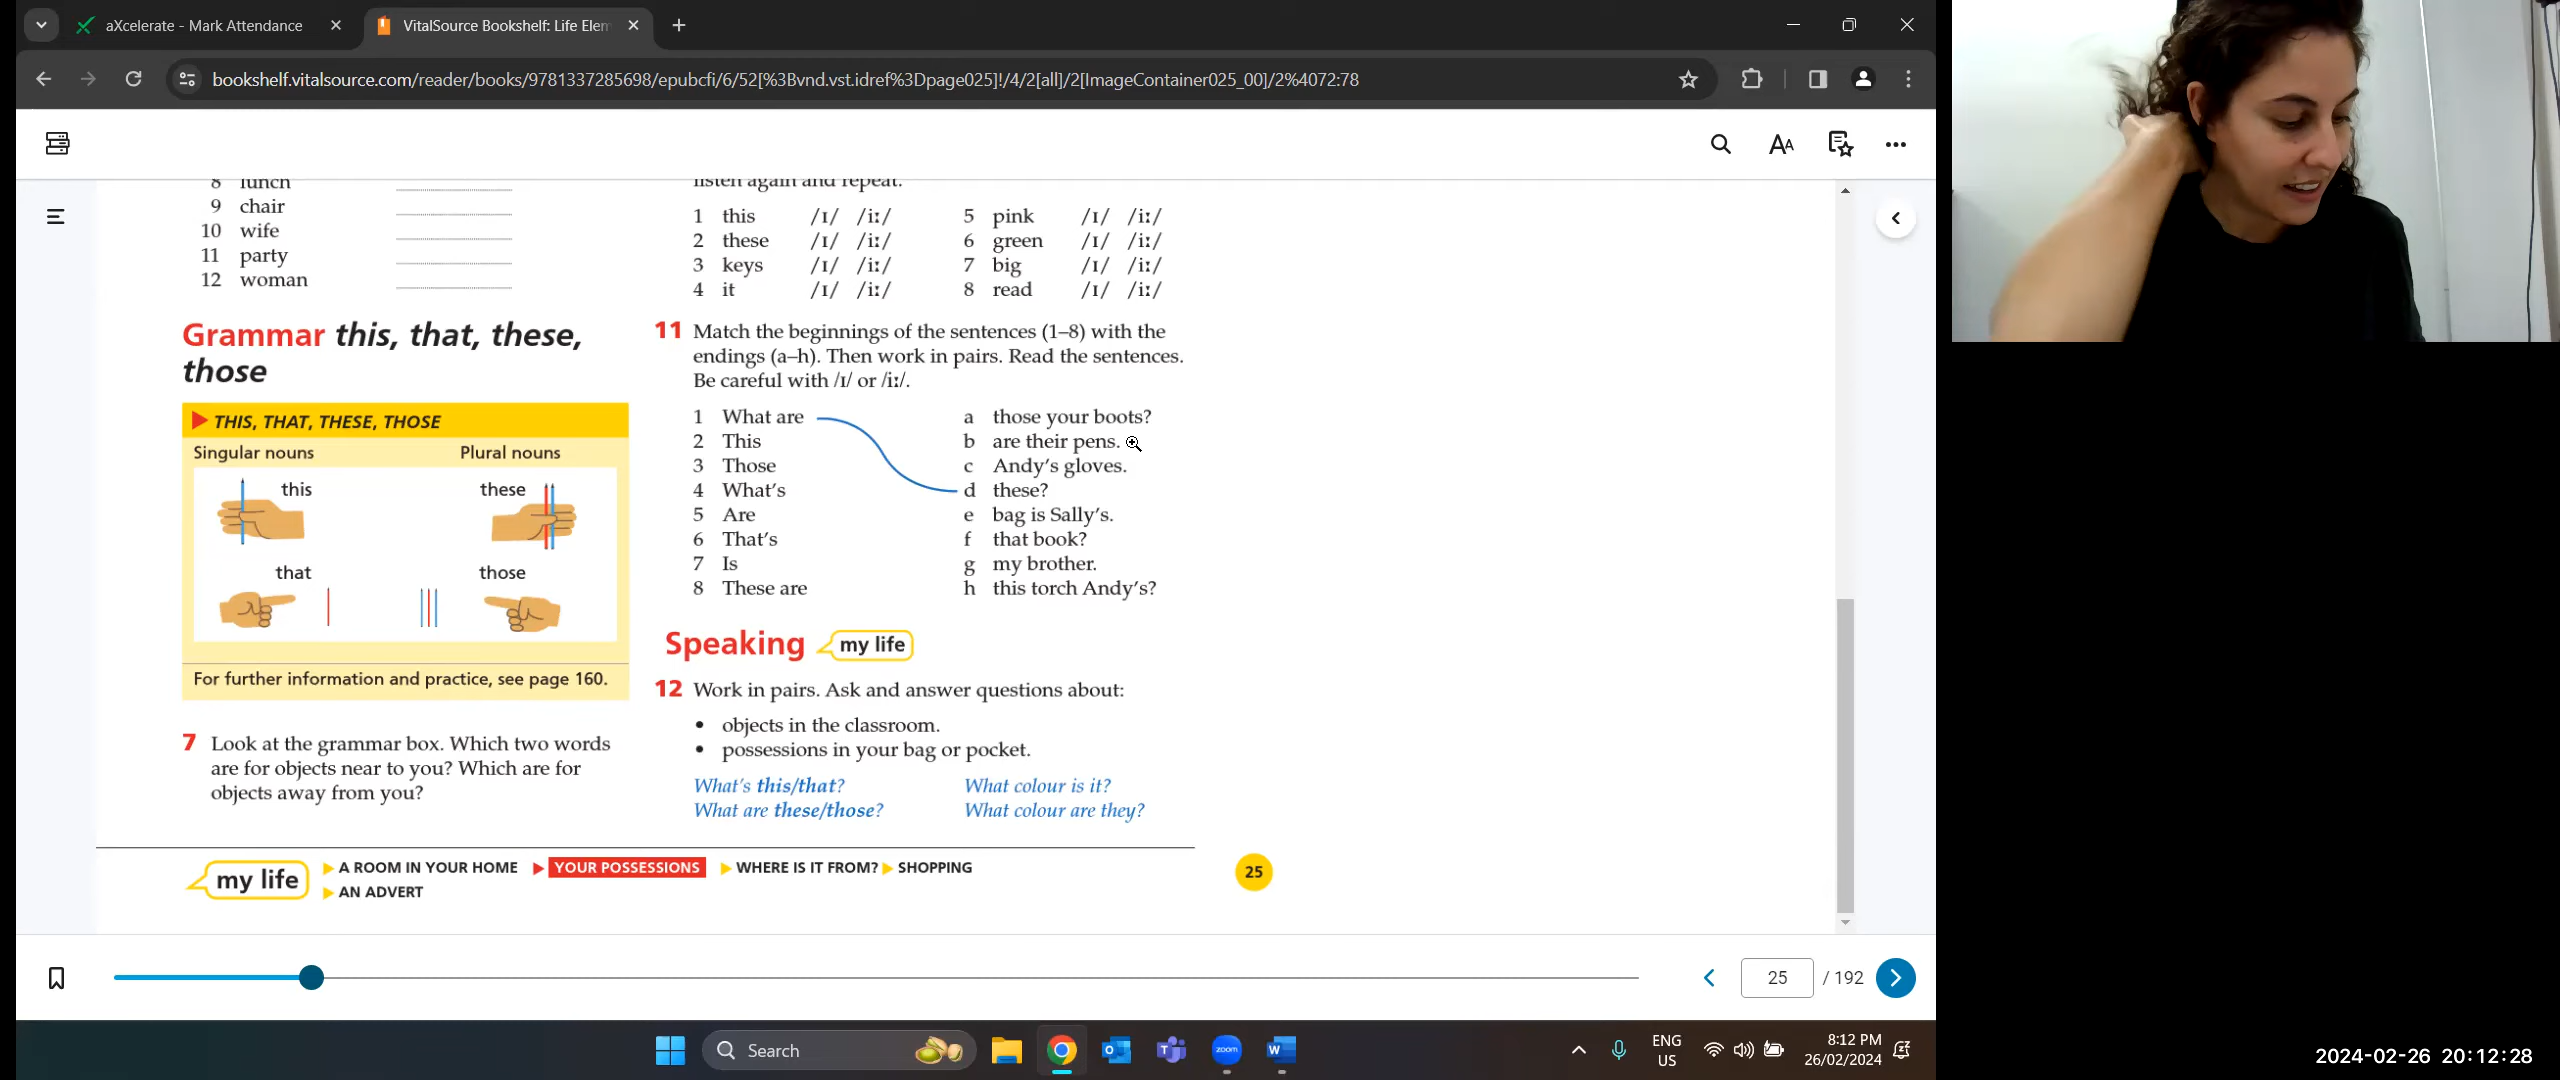 aXcelerate - Mark Attendance
VitalSource Bookshelf: Life Elem
bookshelf.vitalsource.com/reader/books/9781337285698/epubcfi/6/52[%3Bvnd.vst.idref%3Dpage025]!/4/2[all]/2[ImageContainer025_00]/2%4072:78
8 lunch
9 chair
10 wife
11 party
12 woman
Grammar this, that, these,
those
THIS, THAT, THESE, THOSE
Singular nouns Plural nouns
this these
that those
For further information and practice, see page 160.
7 Look at the grammar box. Which two words
are for objects near to you? Which are for
objects away from you?
listen again and repeat.
1 this /ɪ/ /iː/ 5 pink /ɪ/ /iː/
2 these /ɪ/ /iː/ 6 green /ɪ/ /iː/
3 keys /ɪ/ /iː/ 7 big /ɪ/ /iː/
4 it /ɪ/ /iː/ 8 read /ɪ/ /iː/
11 Match the beginnings of the sentences (1–8) with the
endings (a–h). Then work in pairs. Read the sentences.
Be careful with /ɪ/ or /iː/.
1 What are a those your boots?
2 This b are their pens.
3 Those c Andy's gloves.
4 What's d these?
5 Are e bag is Sally's.
6 That's f that book?
7 Is g my brother.
8 These are h this torch Andy's?
Speaking my life
12 Work in pairs. Ask and answer questions about:
• objects in the classroom.
• possessions in your bag or pocket.
What's this/that? What colour is it?
What are these/those? What colour are they?
my life A ROOM IN YOUR HOME YOUR POSSESSIONS WHERE IS IT FROM? SHOPPING
AN ADVERT
25
25 / 192
Search
zoom
ENG
US
8:12 PM
26/02/2024
2024-02-26 20:12:28